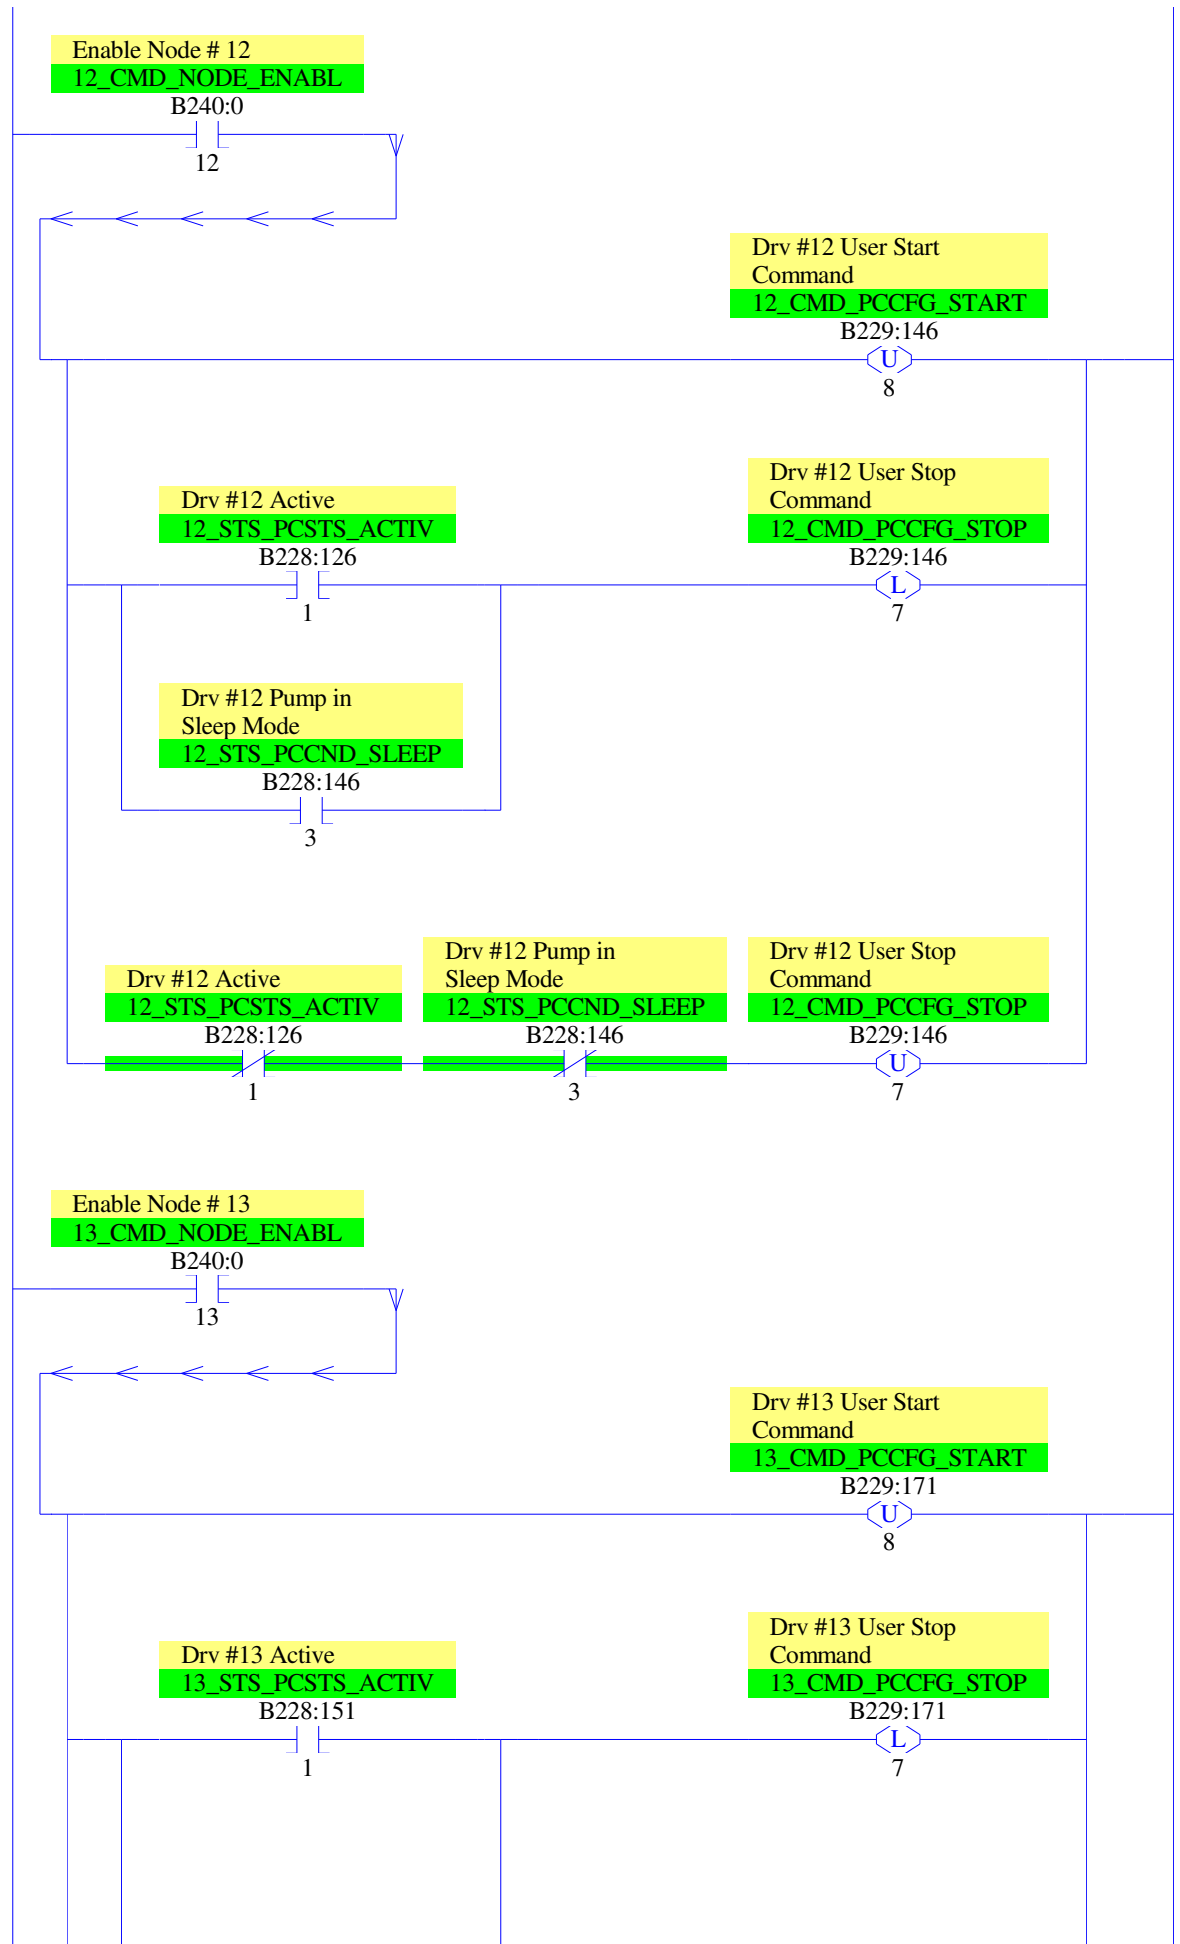 Enable Node # 12
12_CMD_NODE_ENABL
B240:0
12
Drv #12 User Start
Command
12_CMD_PCCFG_START
B229:146
U
8
Drv #12 User Stop
Command
12_CMD_PCCFG_STOP
B229:146
L
7
Drv #12 Active
12_STS_PCSTS_ACTIV
B228:126
1
Drv #12 Pump in
Sleep Mode
12_STS_PCCND_SLEEP
B228:146
3
Drv #12 Active
12_STS_PCSTS_ACTIV
B228:126
1
Drv #12 Pump in
Sleep Mode
12_STS_PCCND_SLEEP
B228:146
3
Drv #12 User Stop
Command
12_CMD_PCCFG_STOP
B229:146
U
7
Enable Node # 13
13_CMD_NODE_ENABL
B240:0
13
Drv #13 User Start
Command
13_CMD_PCCFG_START
B229:171
U
8
Drv #13 User Stop
Command
13_CMD_PCCFG_STOP
B229:171
L
7
Drv #13 Active
13_STS_PCSTS_ACTIV
B228:151
1